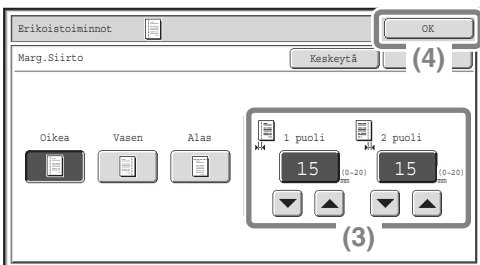 Erikoistoiminnot
OK
Marg.Siirto
Keskeytä
(4)
Oikea
Vasen
Alas
1 puoli
2 puoli
15
(0~20)
mm
15
(0~20)
mm
(3)